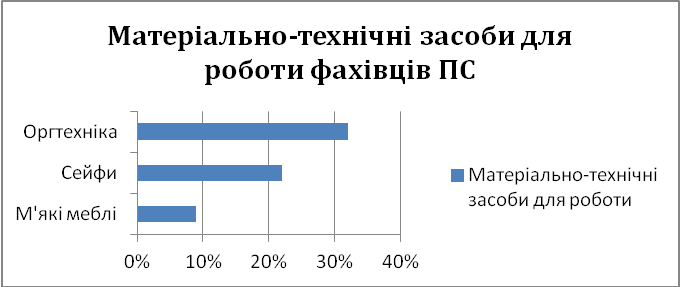 Матеріально-технічні засоби для
роботи фахівців ПС
Оргтехніка
Сейфи
М'які меблі
0% 10% 20% 30% 40%
Матеріально-технічні
засоби для роботи